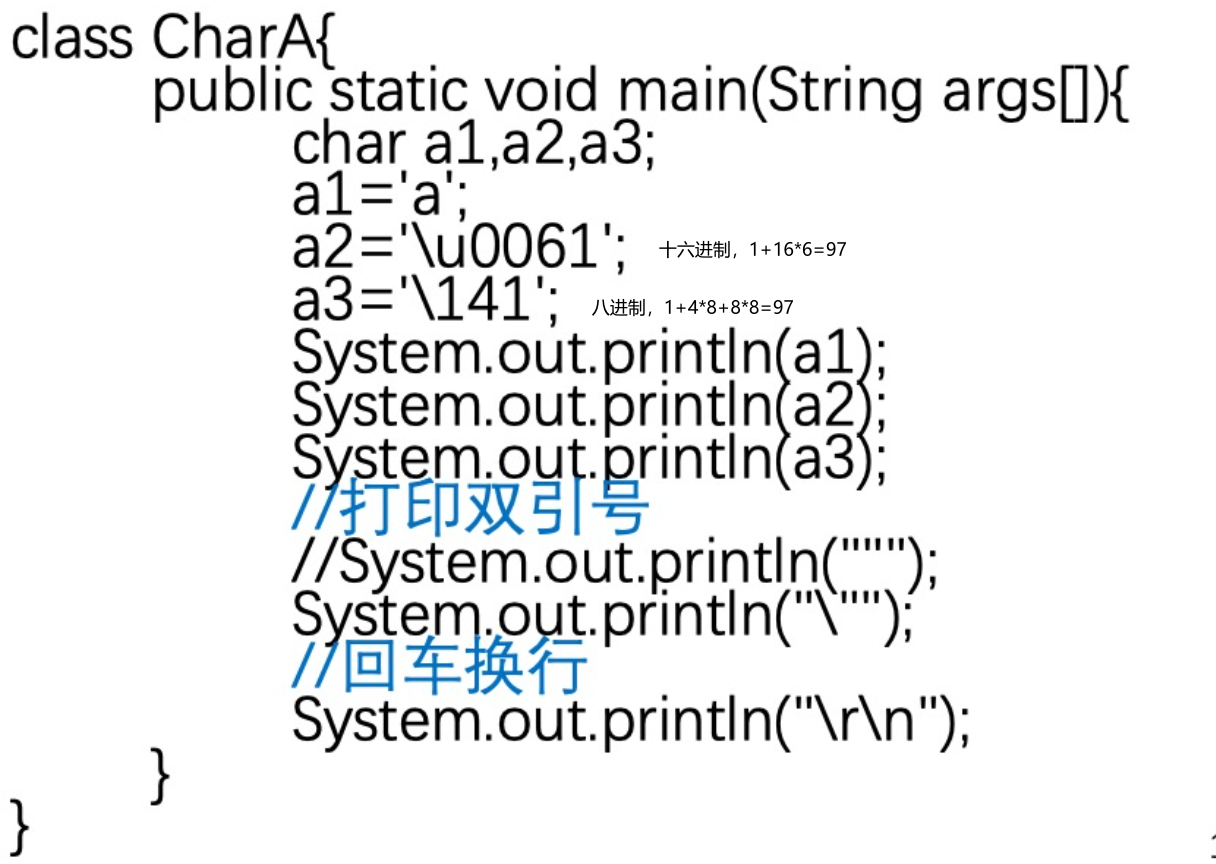 class CharA{
public static void main(String args[]){
char a1,a2,a3;
a1='a';
a2='\u0061'; 十六进制，1+16*6=97
a3='\141'; 八进制，1+4*8+8*8=97
System.out.println(a1);
System.out.println(a2);
System.out.println(a3);
//打印双引号
//System.out.println(""");
System.out.println("\"");
//回车换行
System.out.println("\r\n");
}
}